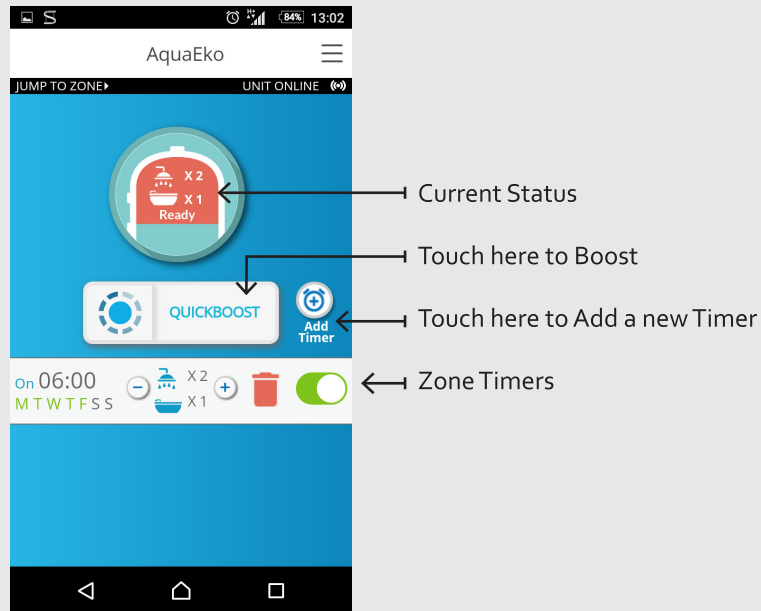 84% 13:02
AquaEko
JUMP TO ZONE UNIT ONLINE
X 2
X 1
Ready
Current Status
Touch here to Boost
QUICKBOOST
Add
Timer
Touch here to Add a new Timer
On 06:00
M T W T F S S
X 2
X 1
Zone Timers